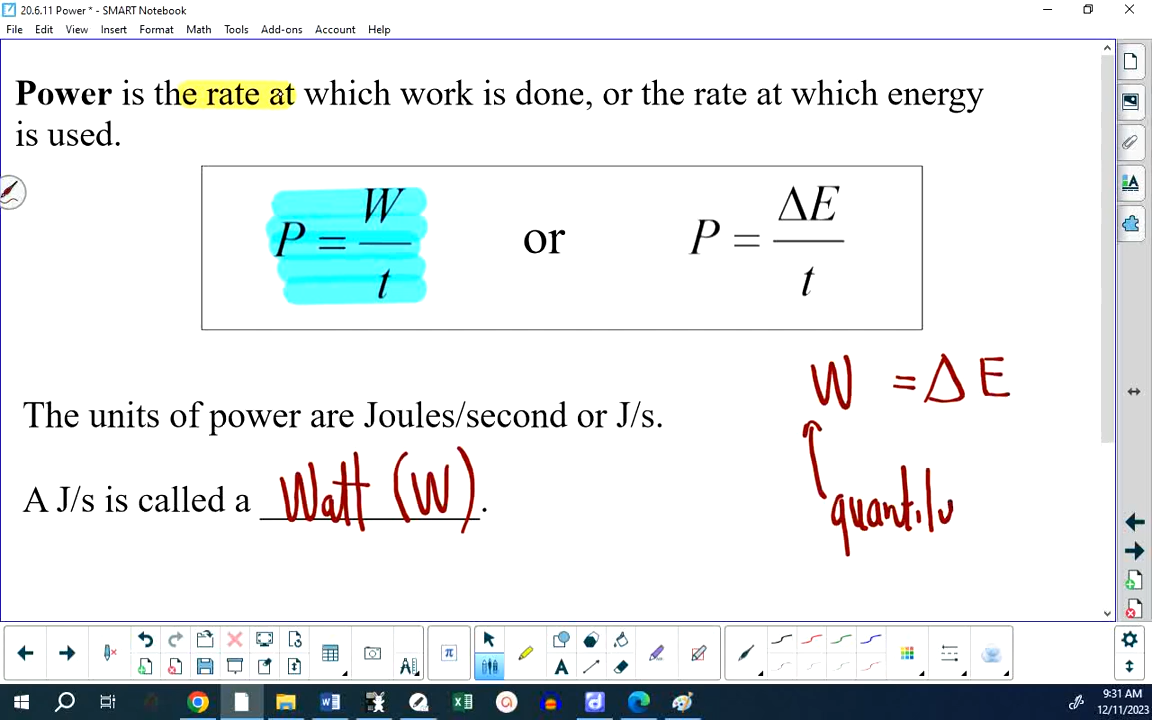 20.6.11 Power * - SMART Notebook
File Edit View Insert Format Math Tools Add-ons Account Help
Power is the rate at which work is done, or the rate at which energy
is used.
P = W/t or P = ΔE/t
W = ΔE
The units of power are Joules/second or J/s.
A J/s is called a Watt (W).
9:31 AM
12/11/2023